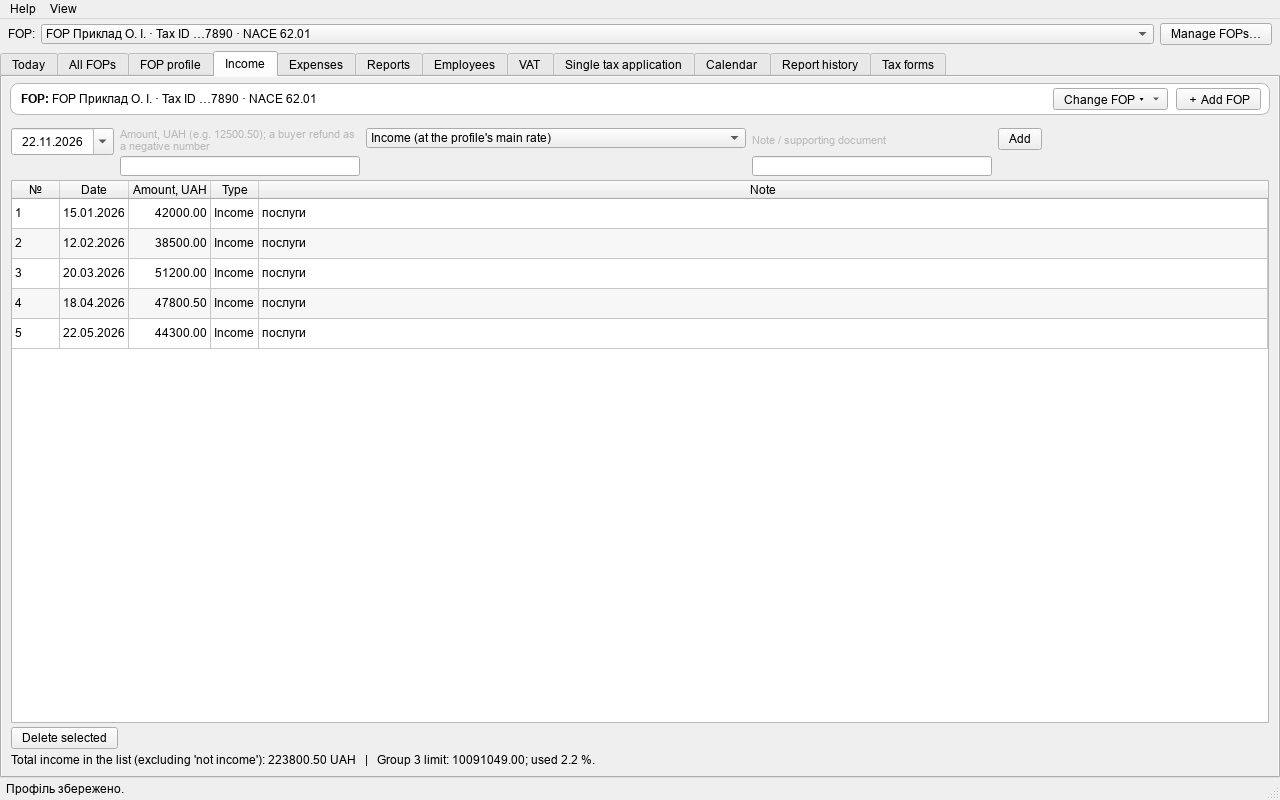 Help View
FOP: FOP Приклад О. І. · Tax ID …7890 · NACE 62.01 Manage FOPs…
Today All FOPs FOP profile Income Expenses Reports Employees VAT Single tax application Calendar Report history Tax forms
FOP: FOP Приклад О. І. · Tax ID …7890 · NACE 62.01 Change FOP ▾ + Add FOP
22.11.2026 Amount, UAH (e.g. 12500.50); a buyer refund as a negative number Income (at the profile's main rate) Note / supporting document Add
№ Date Amount, UAH Type Note
1 15.01.2026 42000.00 Income послуги
2 12.02.2026 38500.00 Income послуги
3 20.03.2026 51200.00 Income послуги
4 18.04.2026 47800.50 Income послуги
5 22.05.2026 44300.00 Income послуги
Delete selected
Total income in the list (excluding 'not income'): 223800.50 UAH | Group 3 limit: 10091049.00; used 2.2 %.
Профіль збережено.